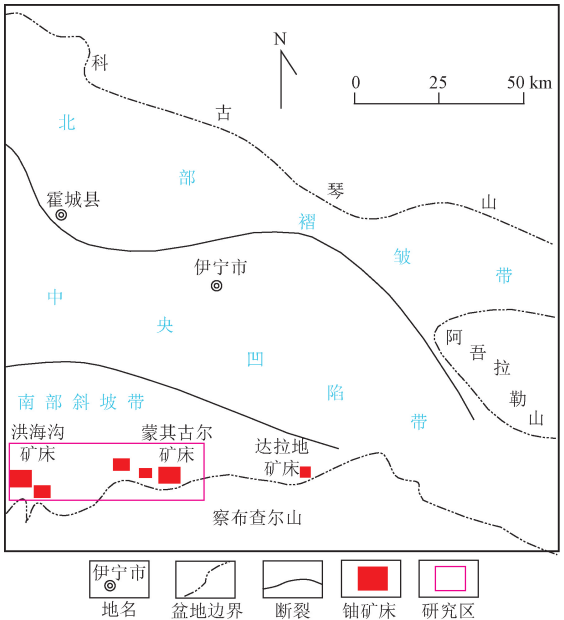 N
0 25 50 km
科古琴山
北部褶皱带
霍城县
伊宁市
中央凹陷带
阿吾拉勒山
南部斜坡带
洪海沟
矿床
蒙其古尔
矿床
达拉地
矿床
察布查尔山
伊宁市
地名 盆地边界 断裂 铀矿床 研究区